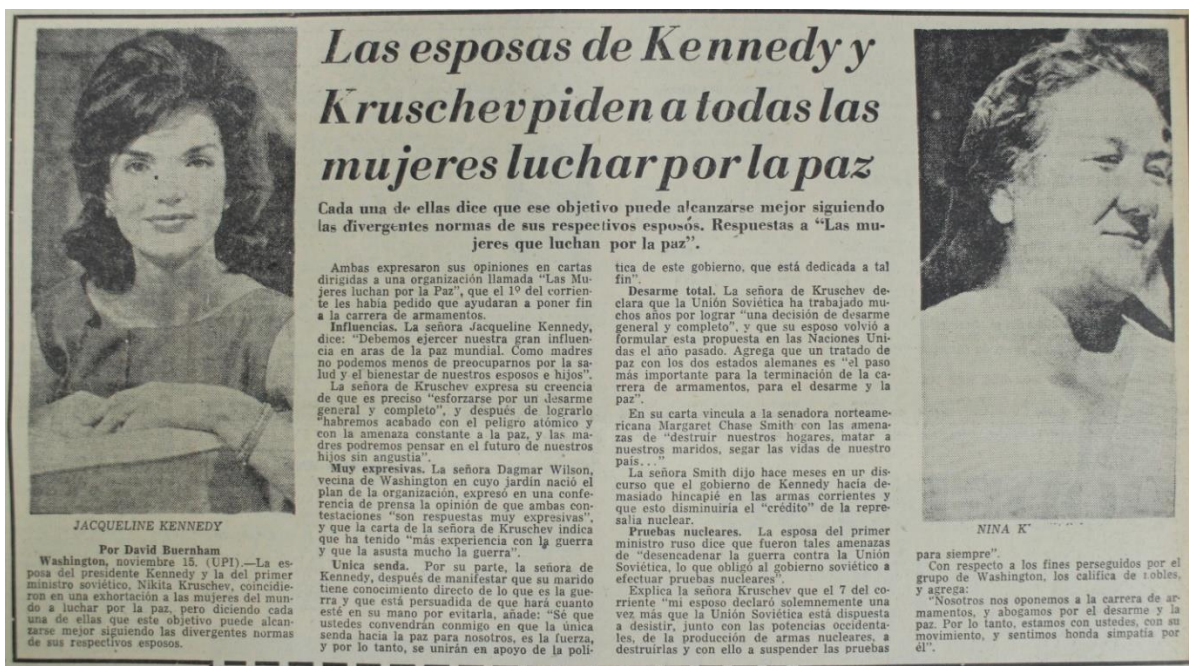 Las esposas de Kennedy y
Kruschev piden a todas las
mujeres luchar por la paz
Cada una de ellas dice que ese objetivo puede alcanzarse mejor siguiendo
las divergentes normas de sus respectivos esposos. Respuestas a “Las mu-
jeres que luchan por la paz”.
JACQUELINE KENNEDY
Por David Buernham
Washington, noviembre 15. (UPI).—La es-
posa del presidente Kennedy y la del primer
ministro soviético, Nikita Kruschev, coincidie-
ron en una exhortación a las mujeres del mun-
do a luchar por la paz, pero diciendo cada
una de ellas que este objetivo puede alcan-
zarse mejor siguiendo las divergentes normas
de sus respectivos esposos.
Ambas expresaron sus opiniones en cartas
dirigidas a una organización llamada “Las Mu-
jeres luchan por la Paz”, que el 1º del corrien-
te les había pedido que ayudaran a poner fin
a la carrera de armamentos.
Influencias. La señora Jacqueline Kennedy,
dice: “Debemos ejercer nuestra gran influen-
cia en aras de la paz mundial. Como madres
no podemos menos de preocuparnos por la sa-
lud y el bienestar de nuestros esposos e hijos”.
La señora de Kruschev expresa su creencia
de que es preciso “esforzarse por un desarme
general y completo”, y después de lograrlo
“habremos acabado con el peligro atómico y
con la amenaza constante a la paz, y las ma-
dres podremos pensar en el futuro de nuestros
hijos sin angustia”.
Muy expresivas. La señora Dagmar Wilson,
vecina de Washington en cuyo jardín nació el
plan de la organización, expresó en una confe-
rencia de prensa la opinión de que ambas con-
testaciones “son respuestas muy expresivas”,
y que la carta de la señora de Kruschev indica
que ha tenido “más experiencia con la guerra
y que la asusta mucho la guerra”.
Unica senda. Por su parte, la señora de
Kennedy, después de manifestar que su marido
tiene conocimiento directo de lo que es la gue-
rra y que está persuadida de que hará cuanto
esté en su mano por evitarla, añade: “Sé que
ustedes convendrán conmigo en que la única
senda hacia la paz para nosotros, es la fuerza,
y por lo tanto, se unirán en apoyo de la polí-
tica de este gobierno, que está dedicada a tal
fin”.
Desarme total. La señora de Kruschev de-
clara que la Unión Soviética ha trabajado mu-
chos años por lograr “una decisión de desarme
general y completo”, y que su esposo volvió a
formular esta propuesta en las Naciones Uni-
das el año pasado. Agrega que un tratado de
paz con los dos estados alemanes es “el paso
más importante para la terminación de la ca-
rrera de armamentos, para el desarme y la
paz”.
En su carta vincula a la senadora norteame-
ricana Margaret Chase Smith con las amena-
zas de “destruir nuestros hogares, matar a
nuestros maridos, segar las vidas de nuestro
país...”
La señora Smith dijo hace meses en ur dis-
curso que el gobierno de Kennedy hacía de-
masiado hincapié en las armas corrientes y
que esto disminuiría el “crédito” de la repre-
salia nuclear.
Pruebas nucleares. La esposa del primer
ministro ruso dice que fueron tales amenazas
de “desencadenar la guerra contra la Unión
Soviética, lo que obligó al gobierno soviético a
efectuar pruebas nucleares”.
Explica la señora Kruschev que el 7 del co-
rriente “mi esposo declaró solemnemente una
vez más que la Unión Soviética está dispuesta
a desistir, junto con las potencias occidenta-
les, de la producción de armas nucleares, a
destruírlas y con ello a suspender las pruebas
NINA K
para siempre”.
Con respecto a los fines perseguidos por el
grupo de Washington, los califica de nobles,
y agrega:
“Nosotros nos oponemos a la carrera de ar-
mamentos, y abogamos por el desarme y la
paz. Por lo tanto, estamos con ustedes, con su
movimiento, y sentimos honda simpatía por
él”.